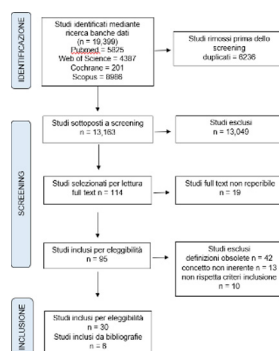 IDENTIFICAZIONE
Studi identificati mediante
ricerca banche dati
(n = 19,399)
Pubmed = 5825
Web of Science = 4387
Cochrane = 201
Scopus = 8986
Studi rimossi prima dello
screening
duplicati = 6236
SCREENING
Studi sottoposti a screening
n = 13,163
Studi esclusi
n = 13,049
Studi selezionati per lettura
full text n = 114
Studi full text non reperibile
n = 19
Studi inclusi per eleggibilità
n = 95
Studi esclusi
definizioni obsolete n = 42
concetto non inerente n = 13
non rispetta criteri inclusione
n = 10
INCLUSIONE
Studi inclusi per eleggibilità
n = 30
Studi inclusi da bibliografie
n = 8